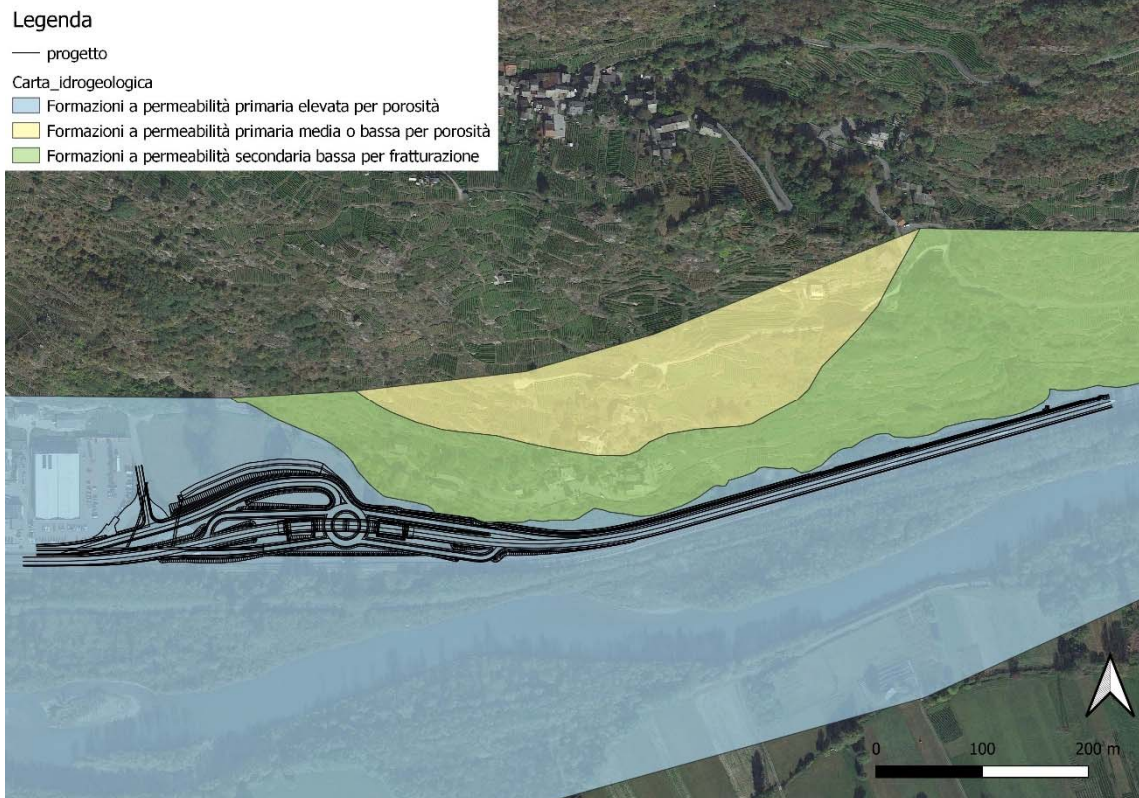 Legenda
progetto
Carta_idrogeologica
Formazioni a permeabilità primaria elevata per porosità
Formazioni a permeabilità primaria media o bassa per porosità
Formazioni a permeabilità secondaria bassa per fratturazione
0 100 200 m